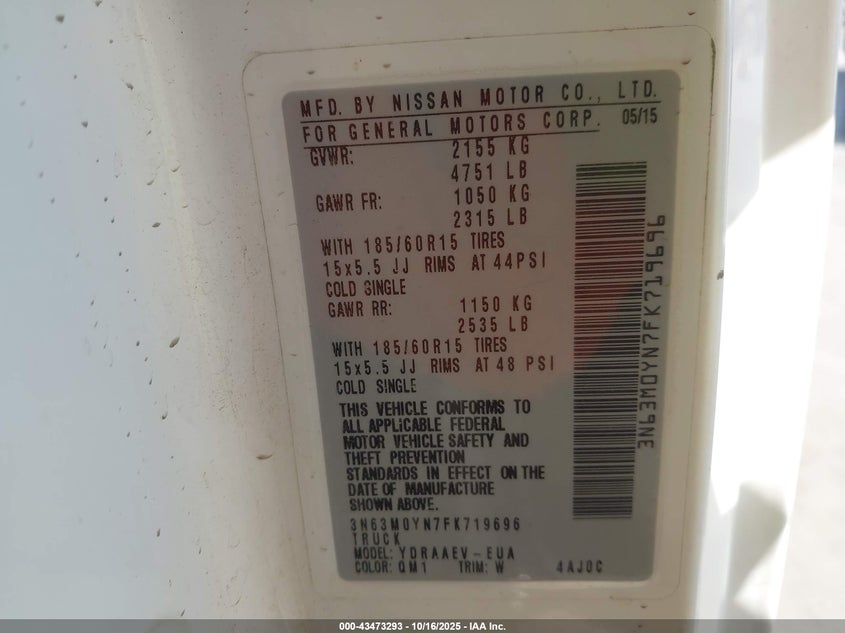 MFD. BY NISSAN MOTOR CO., LTD.
FOR GENERAL MOTORS CORP. 05/15
GVWR: 2155 KG
4751 LB
GAWR FR: 1050 KG
2315 LB
WITH 185/60R15 TIRES
15x5.5 JJ RIMS AT 44PSI
COLD SINGLE
GAWR RR: 1150 KG
2535 LB
WITH 185/60R15 TIRES
15x5.5 JJ RIMS AT 48 PSI
COLD SINGLE
THIS VEHICLE CONFORMS TO
ALL APPLICABLE FEDERAL
MOTOR VEHICLE SAFETY AND
THEFT PREVENTION
STANDARDS IN EFFECT ON THE
DATE OF MANUFACTURE
SHOWN ABOVE.
3N63M0YN7FK719696
TRUCK
MODEL: YDRAAEV-EUA
COLOR: QM1 TRIM: W 4AJ0C
3N63M0YN7FK719696
000-43473293 - 10/16/2025 - IAA Inc.